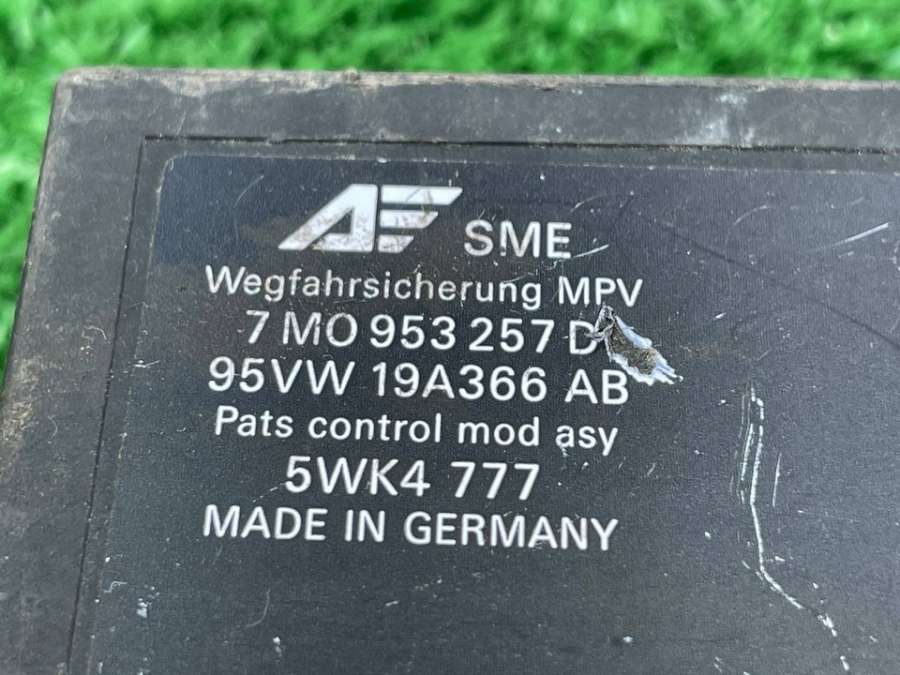 AF SME
Wegfahrsicherung MPV
7 M0 953 257 D
95VW 19A366 AB
Pats control mod asy
5WK4 777
MADE IN GERMANY